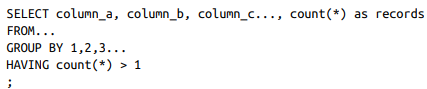 SELECT column_a, column_b, column_c..., count(*) as records
FROM...
GROUP BY 1,2,3...
HAVING count(*) > 1
;